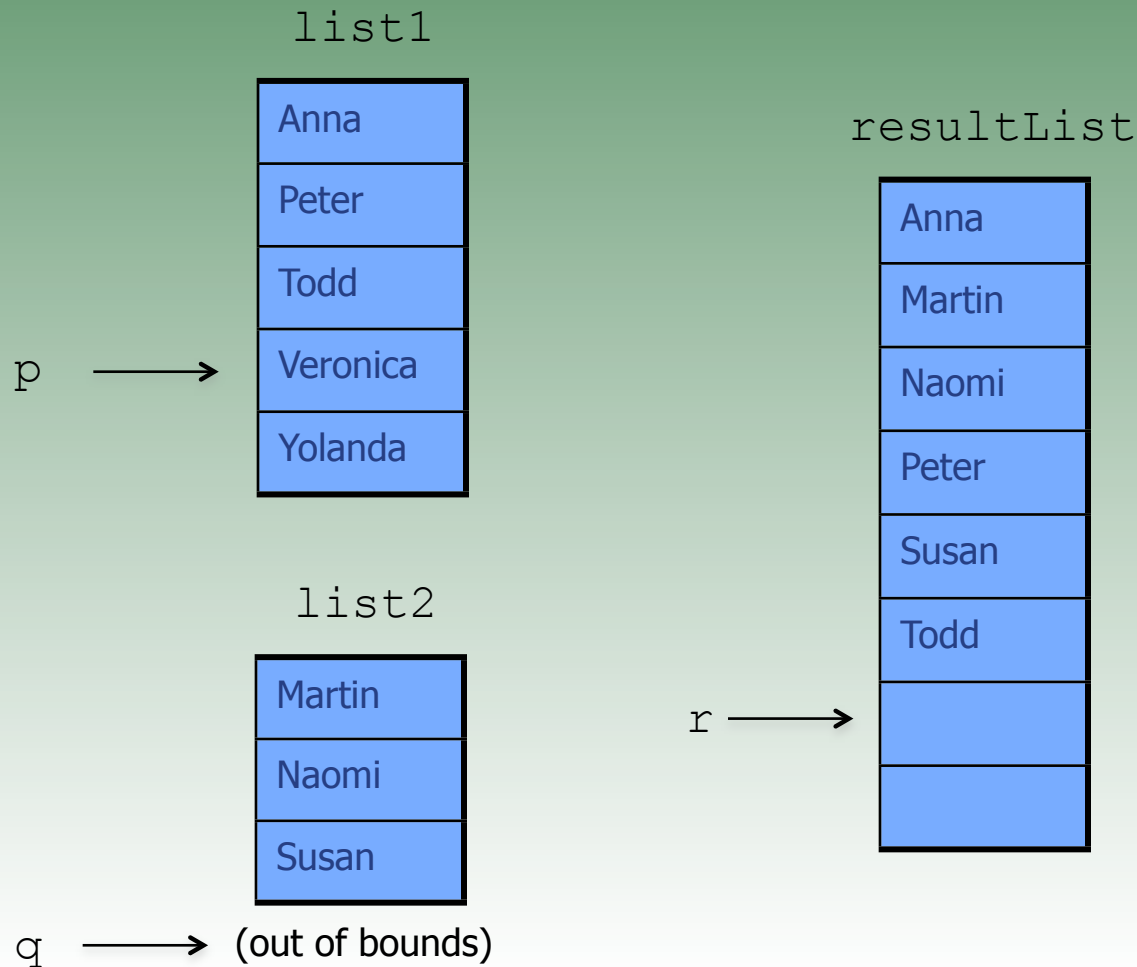 list1
Anna
Peter
Todd
p
Veronica
Yolanda
list2
Martin
Naomi
Susan
q
(out of bounds)
resultList
Anna
Martin
Naomi
Peter
Susan
Todd
r